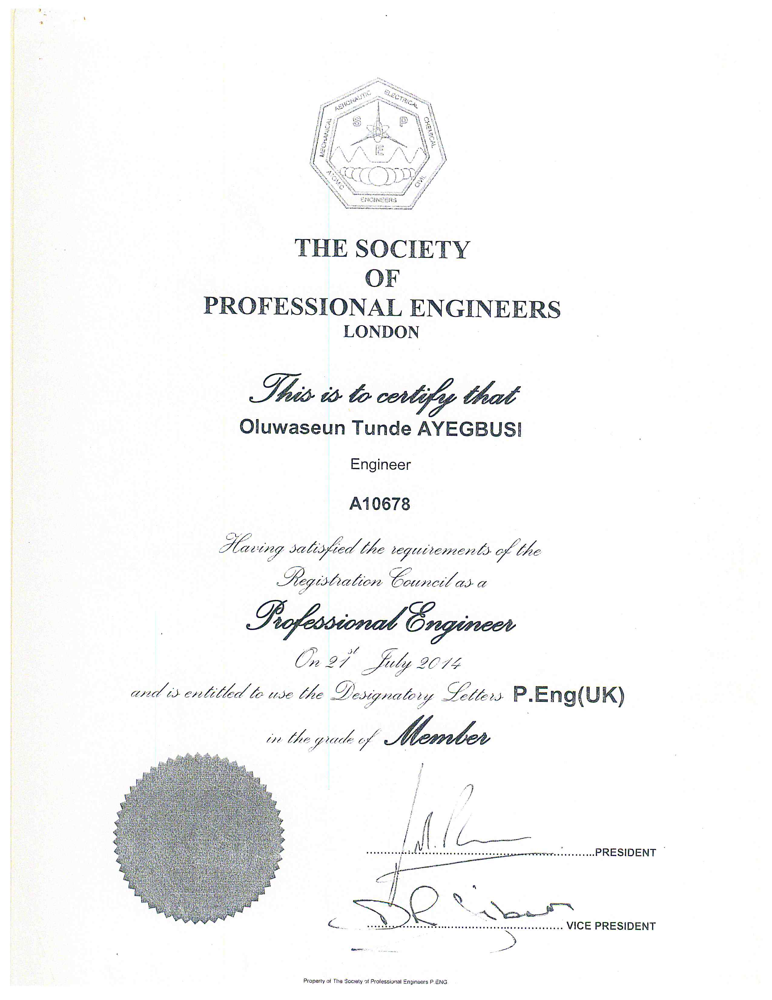 MECHANICAL AERONAUTIC ELECTRICAL CHEMICAL
S P
E
ATOMIC CIVIL
ENGINEERS
THE SOCIETY
OF
PROFESSIONAL ENGINEERS
LONDON
This is to certify that
Oluwaseun Tunde AYEGBUSI
Engineer
A10678
Having satisfied the requirements of the
Registration Council as a
Professional Engineer
On 21st July 2014
and is entitled to use the Designatory Letters P.Eng(UK)
in the grade of Member
PRESIDENT
VICE PRESIDENT
Property of The Society of Professional Engineers P.ENG.